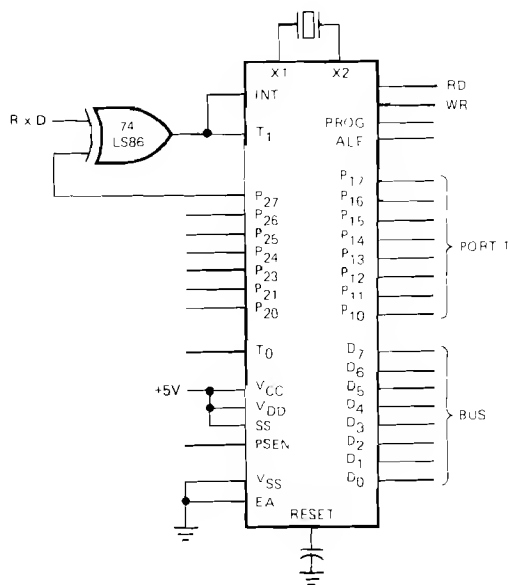 X1 X2
INT
RD
WR
R x D
74
LS86
T1
PROG
ALE
P27
P26
P25
P24
P23
P21
P20
P17
P16
P15
P14
P13
P12
P11
P10
PORT 1
T0
+5V
VCC
VDD
SS
PSEN
VSS
EA
D7
D6
D5
D4
D3
D2
D1
D0
BUS
RESET